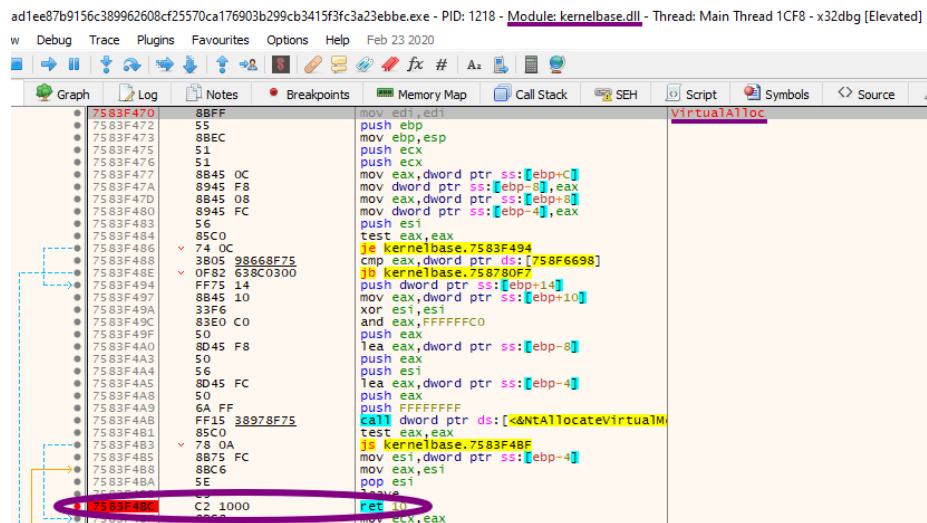 ad1ee87b9156c389962608cf25570ca176903b299cb3415f3fc3a23ebbe.exe - PID: 1218 - Module: kernelbase.dll - Thread: Main Thread 1CF8 - x32dbg [Elevated]
w Debug Trace Plugins Favourites Options Help Feb 23 2020
Graph Log Notes Breakpoints Memory Map Call Stack SEH Script Symbols Source
7583F470 8BFF mov edi,edi VirtualAlloc
7583F472 55 push ebp
7583F473 8BEC mov ebp,esp
7583F475 51 push ecx
7583F476 51 push ecx
7583F477 8B45 0C mov eax,dword ptr ss:[ebp+C]
7583F47A 8945 F8 mov dword ptr ss:[ebp-8],eax
7583F47D 8B45 08 mov eax,dword ptr ss:[ebp+8]
7583F480 8945 FC mov dword ptr ss:[ebp-4],eax
7583F483 56 push esi
7583F484 85C0 test eax,eax
7583F486 74 0C je kernelbase.7583F494
7583F488 3B05 98668F75 cmp eax,dword ptr ds:[758F6698]
7583F48E 0F82 638C0300 jb kernelbase.758780F7
7583F494 FF75 14 push dword ptr ss:[ebp+14]
7583F497 8B45 10 mov eax,dword ptr ss:[ebp+10]
7583F49A 33F6 xor esi,esi
7583F49C 83E0 C0 and eax,FFFFFFC0
7583F49F 50 push eax
7583F4A0 8D45 F8 lea eax,dword ptr ss:[ebp-8]
7583F4A3 50 push eax
7583F4A4 56 push esi
7583F4A5 8D45 FC lea eax,dword ptr ss:[ebp-4]
7583F4A8 50 push eax
7583F4A9 6A FF push FFFFFFFF
7583F4AB FF15 38978F75 call dword ptr ds:[<&NtAllocateVirtualM
7583F4B1 85C0 test eax,eax
7583F4B3 78 0A js kernelbase.7583F4BF
7583F4B5 8B75 FC mov esi,dword ptr ss:[ebp-4]
7583F4B8 8BC6 mov eax,esi
7583F4BA 5E pop esi
leave
7583F4BC C2 1000 ret 10
mov ecx,eax